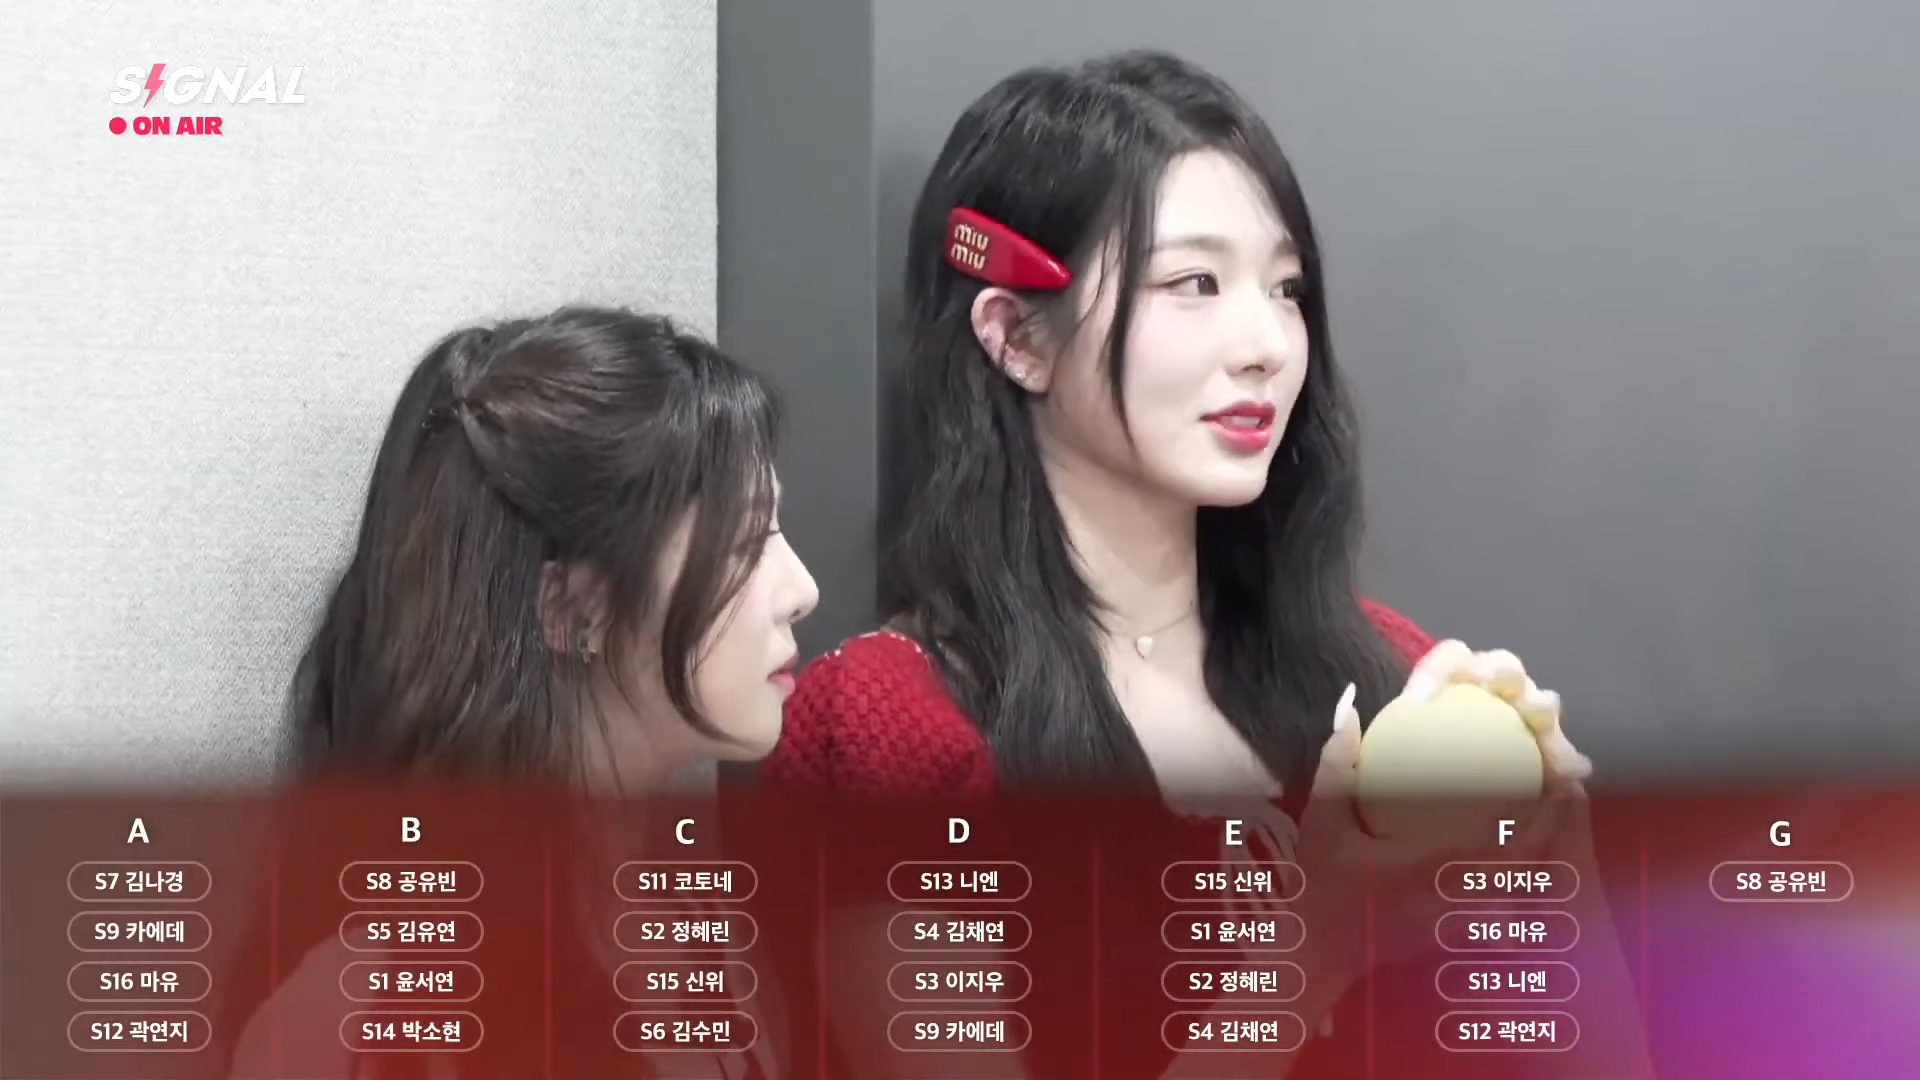 SIGNAL
ON AIR
miu
miu
A
S7 김나경
S9 카에데
S16 마유
S12 곽연지
B
S8 공유빈
S5 김유연
S1 윤서연
S14 박소현
C
S11 코토네
S2 정혜린
S15 신위
S6 김수민
D
S13 니엔
S4 김채연
S3 이지우
S9 카에데
E
S15 신위
S1 윤서연
S2 정혜린
S4 김채연
F
S3 이지우
S16 마유
S13 니엔
S12 곽연지
G
S8 공유빈